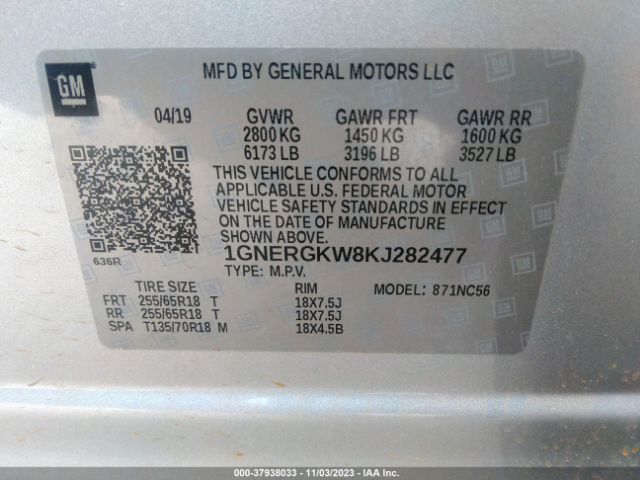 GM
MFD BY GENERAL MOTORS LLC
04/19 GVWR GAWR FRT GAWR RR
2800 KG 1450 KG 1600 KG
6173 LB 3196 LB 3527 LB
THIS VEHICLE CONFORMS TO ALL
APPLICABLE U.S. FEDERAL MOTOR
VEHICLE SAFETY STANDARDS IN EFFECT
ON THE DATE OF MANUFACTURE
SHOWN ABOVE.
636R
1GNERGKW8KJ282477
TYPE: M.P.V.
TIRE SIZE RIM MODEL: 871NC56
FRT 255/65R18 T 18X7.5J
RR 255/65R18 T 18X7.5J
SPA T135/70R18 M 18X4.5B
000-37938033 - 11/03/2023 - IAA Inc.